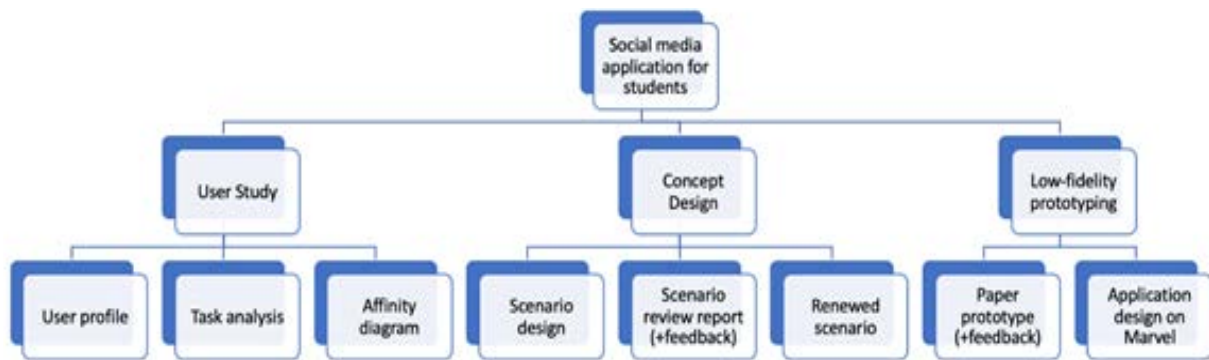 Social media
application for
students
User Study
Concept
Design
Low-fidelity
prototyping
User profile
Task analysis
Affinity
diagram
Scenario
design
Scenario
review report
(+feedback)
Renewed
scenario
Paper
prototype
(+feedback)
Application
design on
Marvel